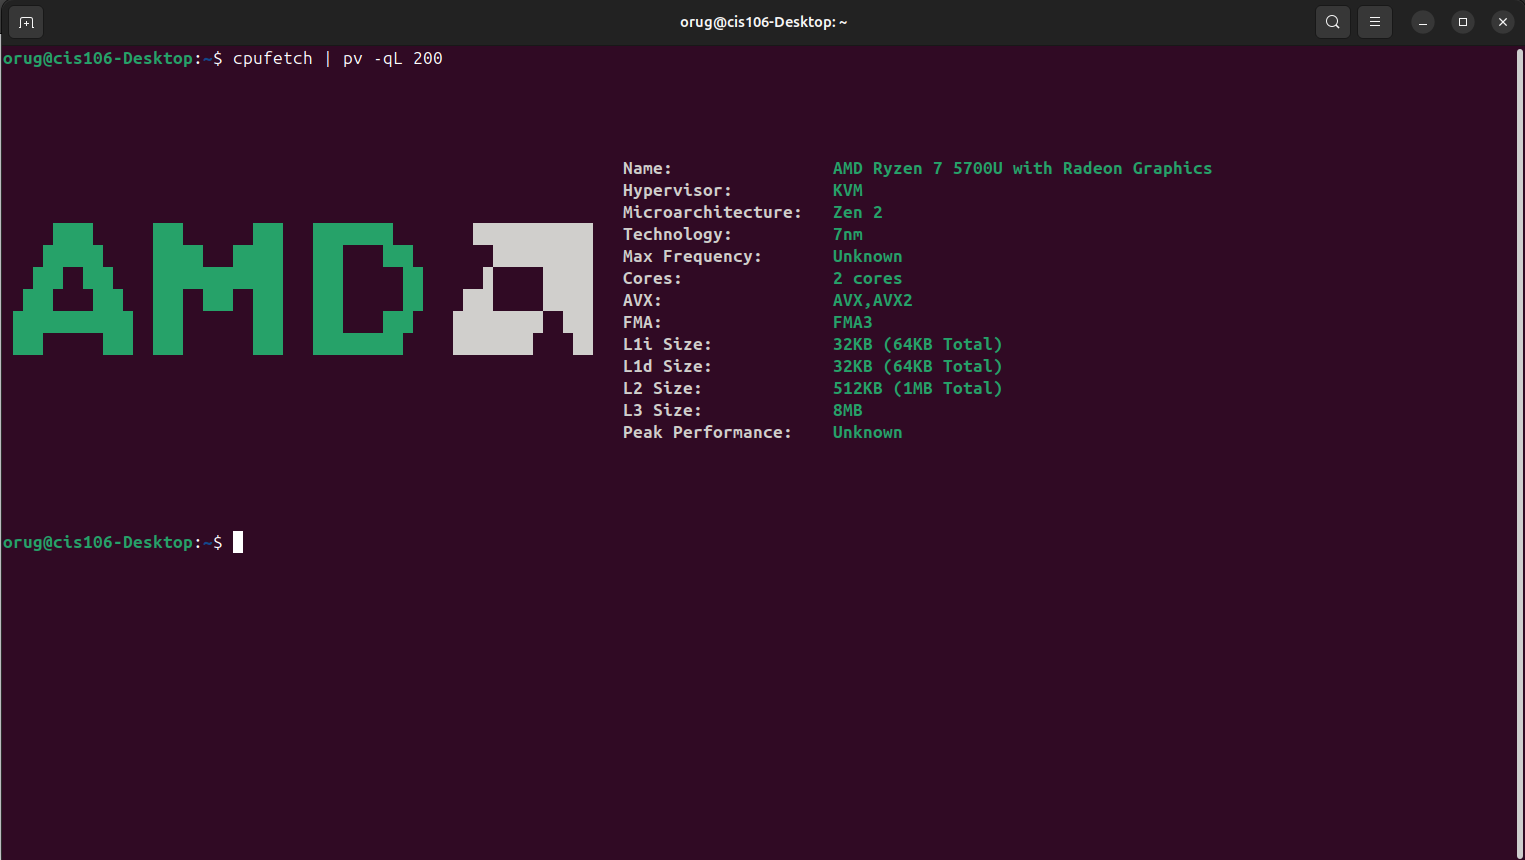 orug@cis106-Desktop: ~
orug@cis106-Desktop:~$ cpufetch | pv -qL 200
Name: AMD Ryzen 7 5700U with Radeon Graphics
Hypervisor: KVM
Microarchitecture: Zen 2
Technology: 7nm
Max Frequency: Unknown
Cores: 2 cores
AVX: AVX,AVX2
FMA: FMA3
L1i Size: 32KB (64KB Total)
L1d Size: 32KB (64KB Total)
L2 Size: 512KB (1MB Total)
L3 Size: 8MB
Peak Performance: Unknown
AMD
orug@cis106-Desktop:~$